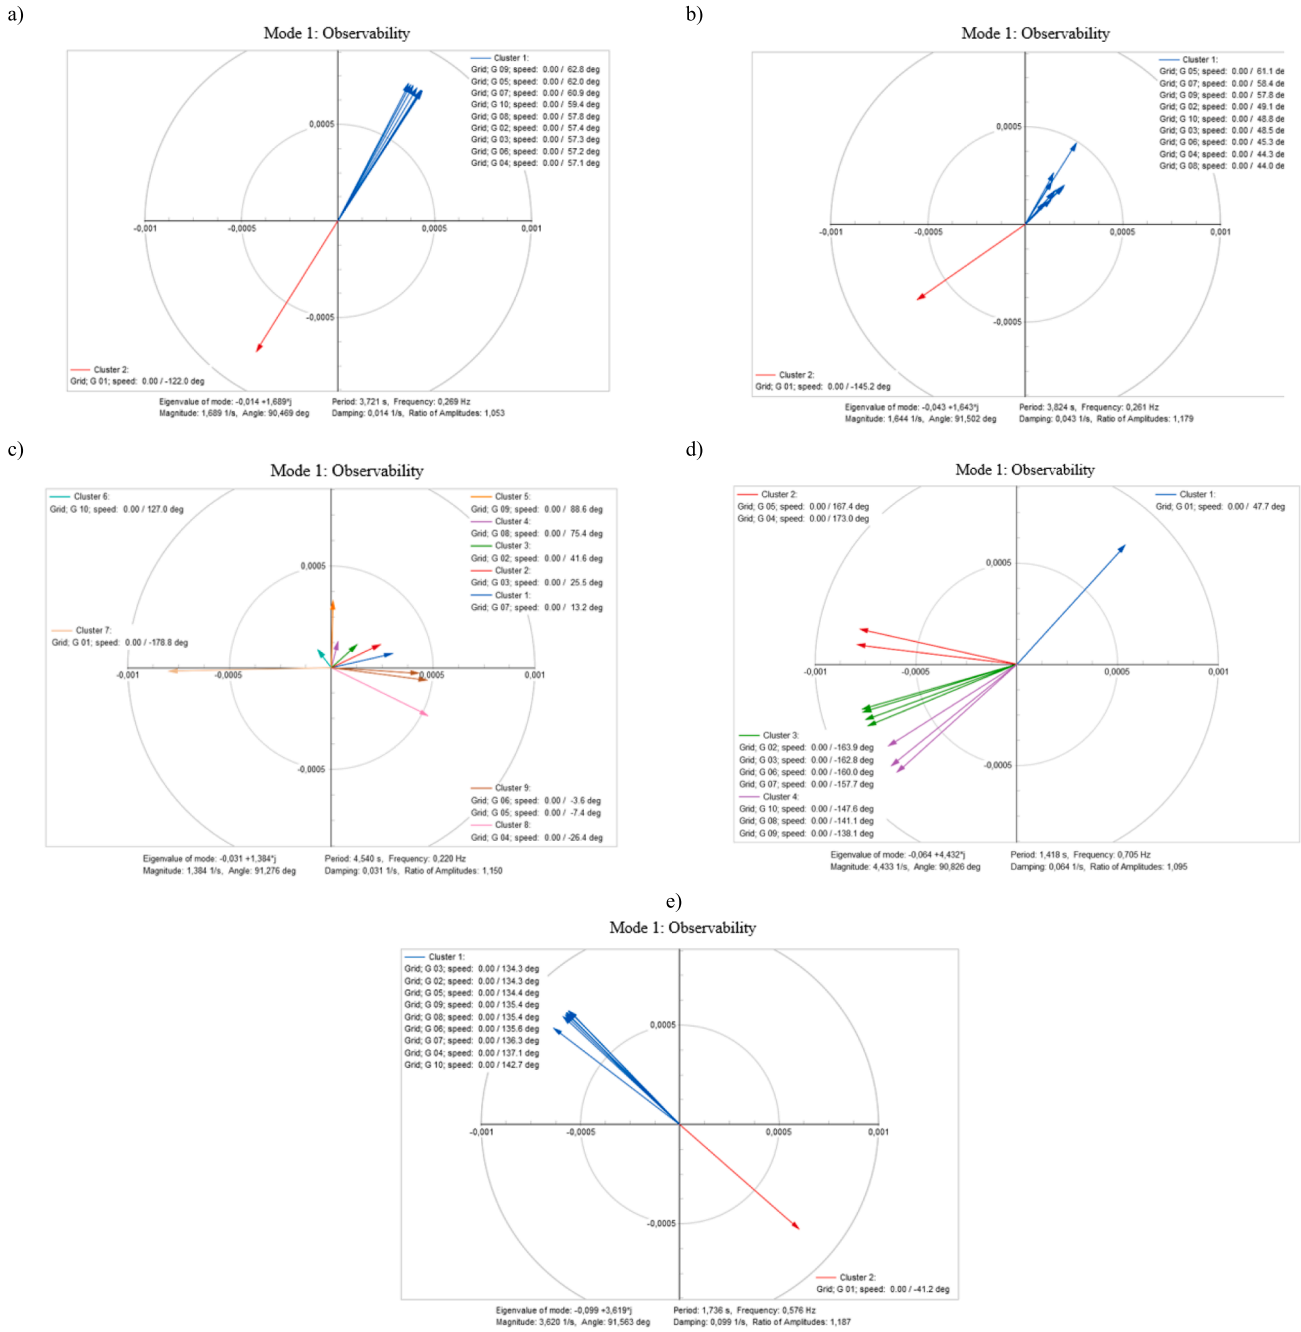 a)
Mode 1: Observability
Cluster 1:
Grid; G 09; speed: 0.00 / 62.8 deg
Grid; G 05; speed: 0.00 / 62.0 deg
Grid; G 07; speed: 0.00 / 60.9 deg
Grid; G 10; speed: 0.00 / 59.4 deg
Grid; G 08; speed: 0.00 / 57.8 deg
Grid; G 02; speed: 0.00 / 57.4 deg
Grid; G 03; speed: 0.00 / 57.3 deg
Grid; G 06; speed: 0.00 / 57.2 deg
Grid; G 04; speed: 0.00 / 57.1 deg
0,0005
-0,001 -0,0005 0,0005 0,001
-0,0005
Cluster 2:
Grid; G 01; speed: 0.00 / -122.0 deg
Eigenvalue of mode: -0,014 +1,689*j Period: 3,721 s, Frequency: 0,269 Hz
Magnitude: 1,689 1/s, Angle: 90,469 deg Damping: 0,014 1/s, Ratio of Amplitudes: 1,053
b)
Mode 1: Observability
Cluster 1:
Grid; G 05; speed: 0.00 / 61.1 de
Grid; G 07; speed: 0.00 / 58.4 de
Grid; G 09; speed: 0.00 / 57.8 de
Grid; G 02; speed: 0.00 / 49.1 de
Grid; G 10; speed: 0.00 / 48.8 de
Grid; G 03; speed: 0.00 / 48.5 de
Grid; G 06; speed: 0.00 / 45.3 de
Grid; G 04; speed: 0.00 / 44.3 de
Grid; G 08; speed: 0.00 / 44.0 de
0,0005
-0,001 -0,0005 0,0005 0,001
-0,0005
Cluster 2:
Grid; G 01; speed: 0.00 / -145.2 deg
Eigenvalue of mode: -0,043 +1,643*j Period: 3,824 s, Frequency: 0,261 Hz
Magnitude: 1,644 1/s, Angle: 91,502 deg Damping: 0,043 1/s, Ratio of Amplitudes: 1,179
c)
Mode 1: Observability
Cluster 6:
Grid; G 10; speed: 0.00 / 127.0 deg
Cluster 5:
Grid; G 09; speed: 0.00 / 88.6 deg
Cluster 4:
Grid; G 08; speed: 0.00 / 75.4 deg
Cluster 3:
Grid; G 02; speed: 0.00 / 41.6 deg
Cluster 2:
Grid; G 03; speed: 0.00 / 25.5 deg
Cluster 1:
Grid; G 07; speed: 0.00 / 13.2 deg
0,0005
Cluster 7:
Grid; G 01; speed: 0.00 / -178.8 deg
-0,001 -0,0005 0,0005 0,001
-0,0005
Cluster 9:
Grid; G 06; speed: 0.00 / -3.6 deg
Grid; G 05; speed: 0.00 / -7.4 deg
Cluster 8:
Grid; G 04; speed: 0.00 / -26.4 deg
Eigenvalue of mode: -0,031 +1,384*j Period: 4,540 s, Frequency: 0,220 Hz
Magnitude: 1,384 1/s, Angle: 91,276 deg Damping: 0,031 1/s, Ratio of Amplitudes: 1,150
d)
Mode 1: Observability
Cluster 2:
Grid; G 05; speed: 0.00 / 167.4 deg
Grid; G 04; speed: 0.00 / 173.0 deg
Cluster 1:
Grid; G 01; speed: 0.00 / 47.7 deg
0,0005
-0,001 -0,0005 0,0005 0,001
-0,0005
Cluster 3:
Grid; G 02; speed: 0.00 / -163.9 deg
Grid; G 03; speed: 0.00 / -162.8 deg
Grid; G 06; speed: 0.00 / -160.0 deg
Grid; G 07; speed: 0.00 / -157.7 deg
Cluster 4:
Grid; G 10; speed: 0.00 / -147.6 deg
Grid; G 08; speed: 0.00 / -141.1 deg
Grid; G 09; speed: 0.00 / -138.1 deg
Eigenvalue of mode: -0,064 +4,432*j Period: 1,418 s, Frequency: 0,705 Hz
Magnitude: 4,433 1/s, Angle: 90,826 deg Damping: 0,064 1/s, Ratio of Amplitudes: 1,095
e)
Mode 1: Observability
Cluster 1:
Grid; G 03; speed: 0.00 / 134.3 deg
Grid; G 02; speed: 0.00 / 134.3 deg
Grid; G 05; speed: 0.00 / 134.4 deg
Grid; G 09; speed: 0.00 / 135.4 deg
Grid; G 08; speed: 0.00 / 135.4 deg
Grid; G 06; speed: 0.00 / 135.6 deg
Grid; G 07; speed: 0.00 / 136.3 deg
Grid; G 04; speed: 0.00 / 137.1 deg
Grid; G 10; speed: 0.00 / 142.7 deg
0,0005
-0,001 -0,0005 0,0005 0,001
-0,0005
Cluster 2:
Grid; G 01; speed: 0.00 / -41.2 deg
Eigenvalue of mode: -0,099 +3,619*j Period: 1,736 s, Frequency: 0,576 Hz
Magnitude: 3,620 1/s, Angle: 91,563 deg Damping: 0,099 1/s, Ratio of Amplitudes: 1,187